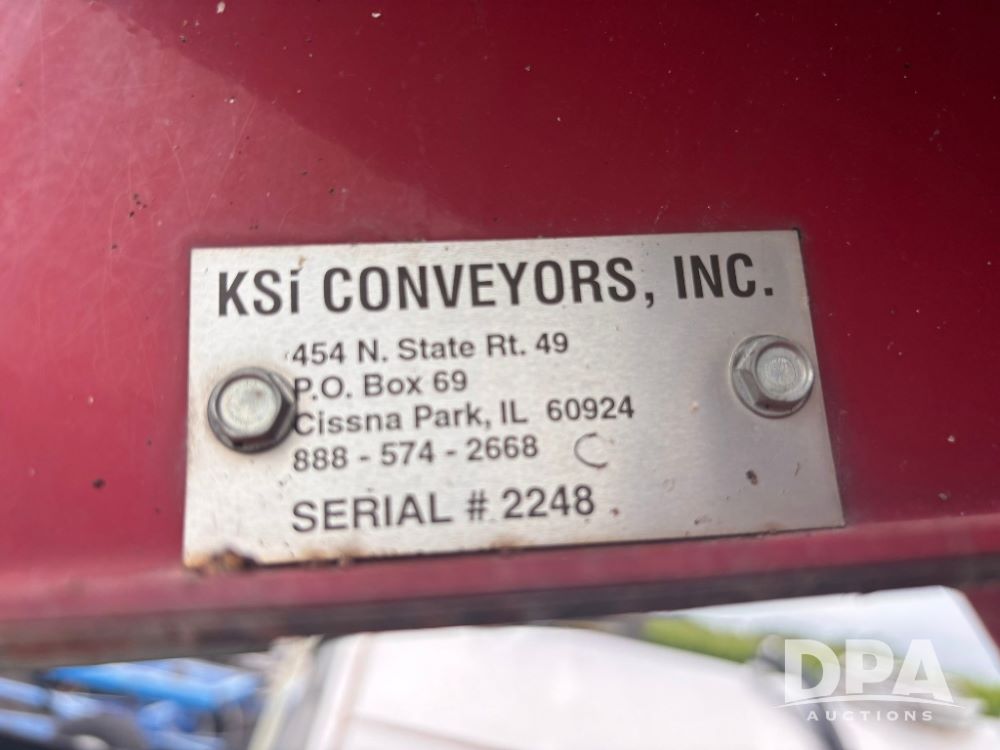 KSi CONVEYORS, INC.
454 N. State Rt. 49
P.O. Box 69
Cissna Park, IL 60924
888 - 574 - 2668 C
SERIAL # 2248
DPA
AUCTIONS